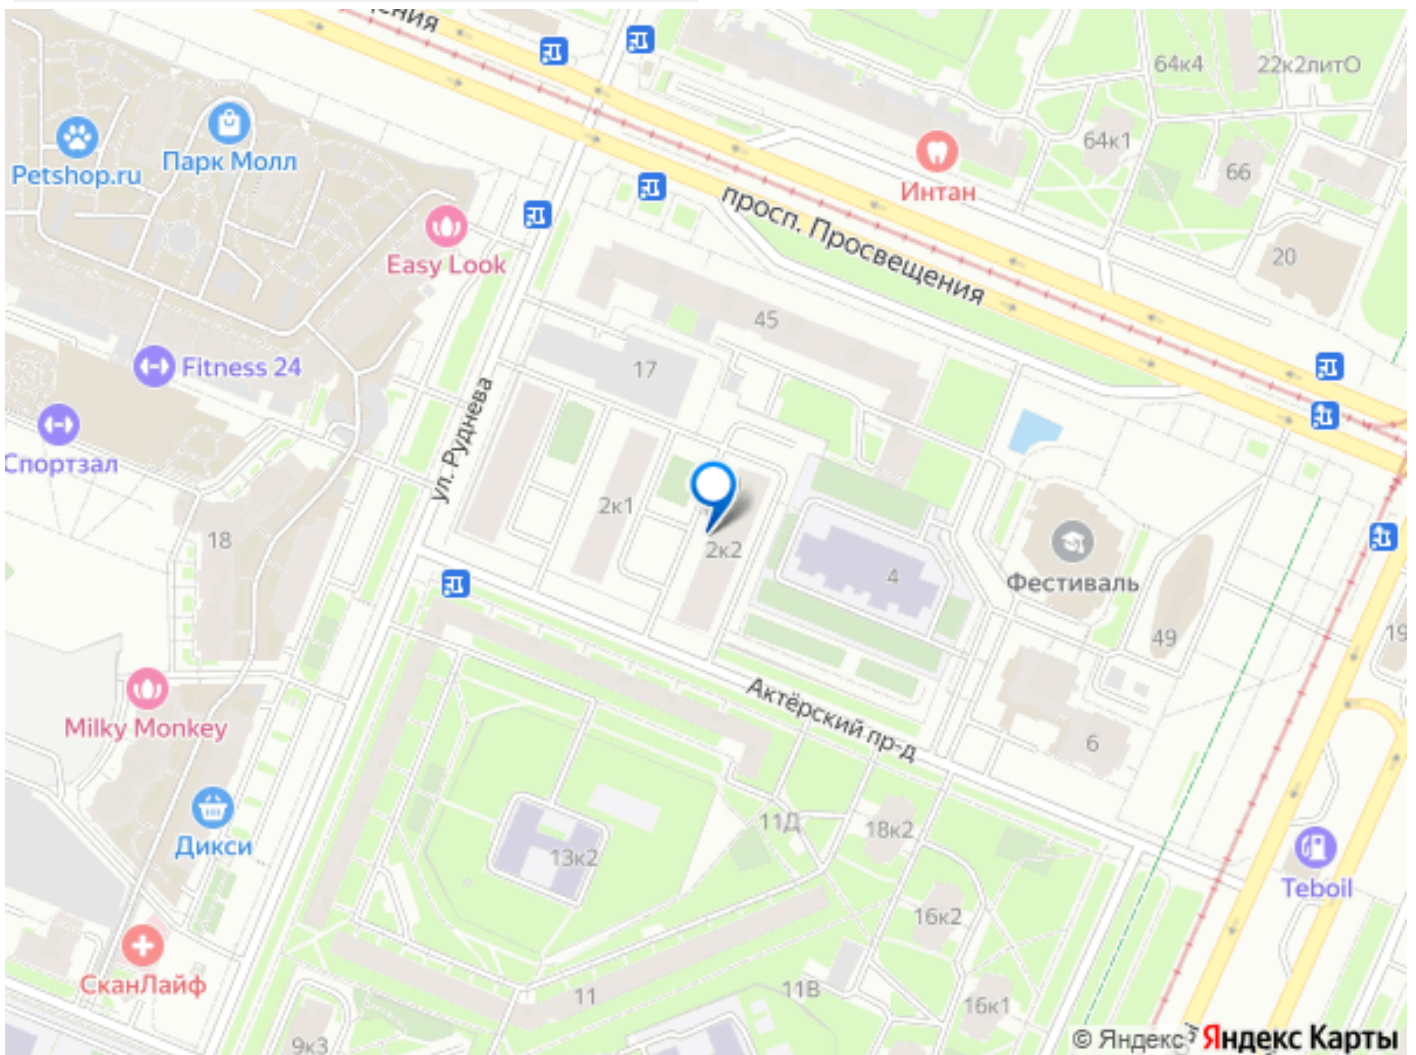 ения
64к4
22к2литО
64к1
Парк Молл
Petshop.ru
Интан
66
просп. Просвещения
20
Easy Look
45
17
Fitness 24
ул. Руднева
Спортзал
2к1
18
2к2
4
Фестиваль
49
19
Milky Monkey
Актёрский пр-д
6
Дикси
11Д
18к2
13к2
Teboil
16к2
СканЛайф
11
11В
16к1
9к3
© Яндекс Яндекс Карты